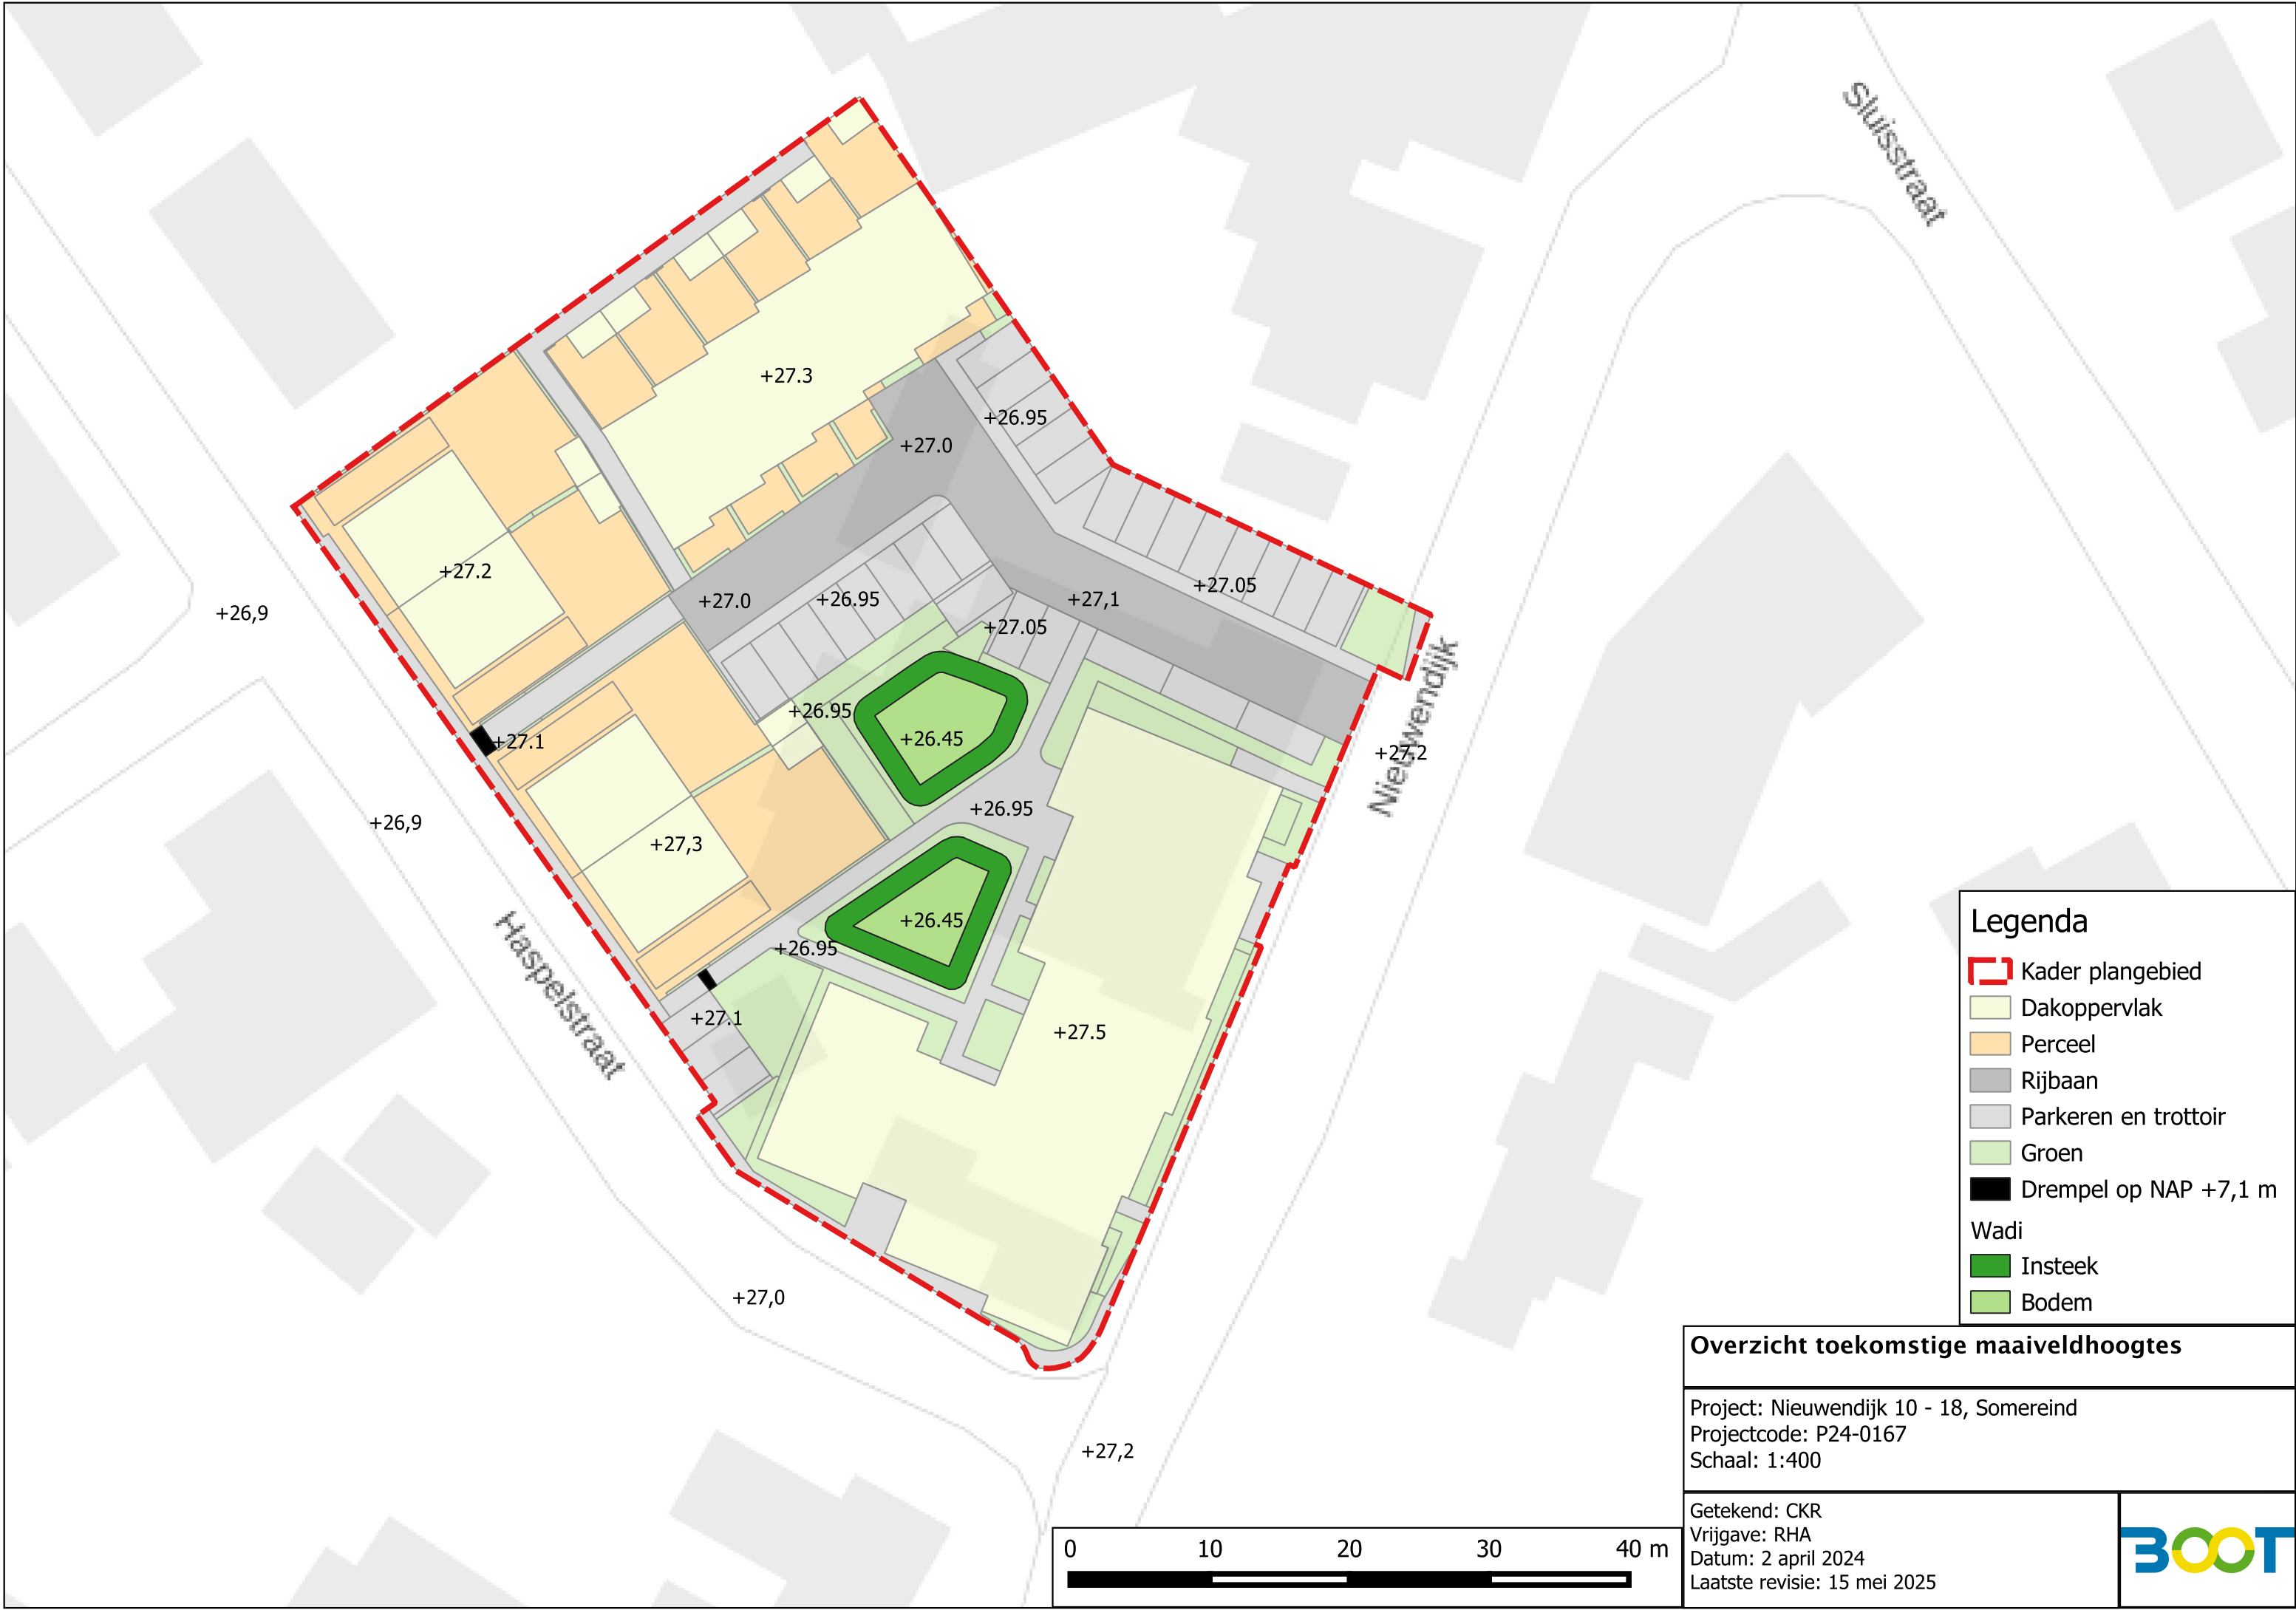 Sluisstraat
+27.3
+26.95
+27.0
+27.2
+26,9
+27.0
+26.95
+27,1
+27.05
+27.05
+26.95
+26.45
+27.1
Nieuwendijk
+27.2
+26,9
+27,3
+26.95
+26.45
+26.95
Haspelstraat
+27.1
+27.5
+27,0
+27,2
Legenda
Kader plangebied
Dakoppervlak
Perceel
Rijbaan
Parkeren en trottoir
Groen
Drempel op NAP +7,1 m
Wadi
Insteek
Bodem
Overzicht toekomstige maaiveldhoogtes
Project: Nieuwendijk 10 - 18, Somereind
Projectcode: P24-0167
Schaal: 1:400
Getekend: CKR
Vrijgave: RHA
Datum: 2 april 2024
Laatste revisie: 15 mei 2025
BOOT
0 10 20 30 40 m